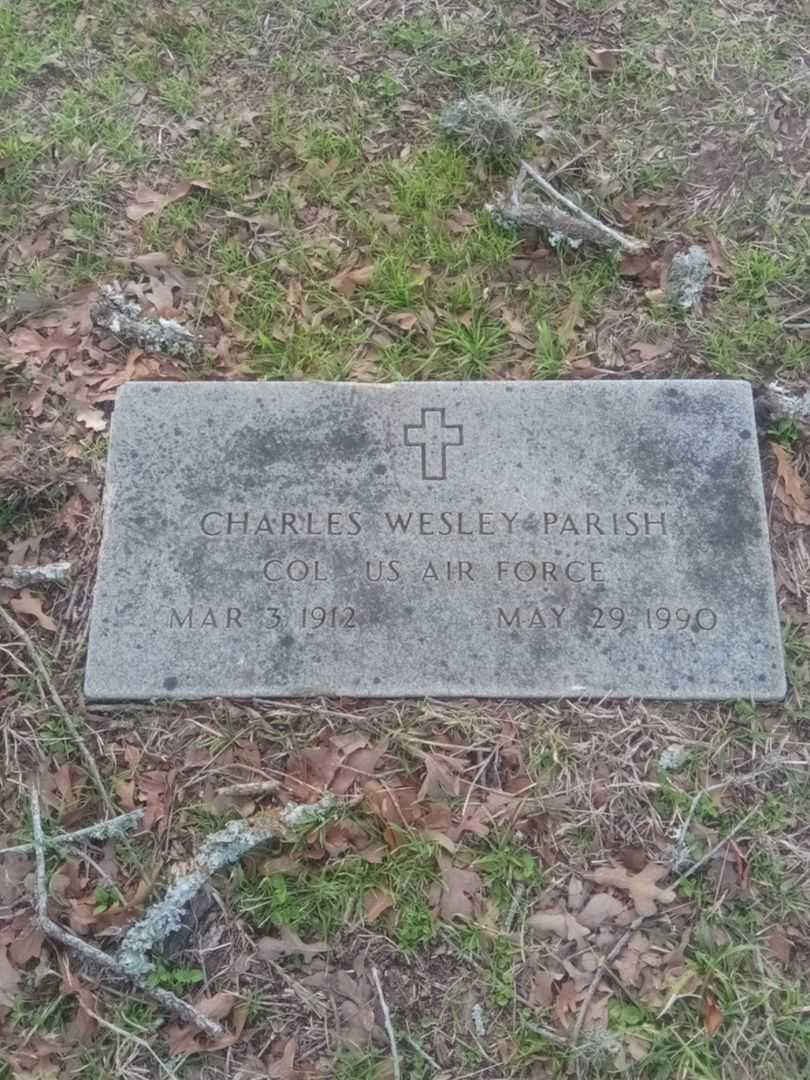 CHARLES WESLEY PARISH
COL US AIR FORCE
MAR 3 1912 MAY 29 1990